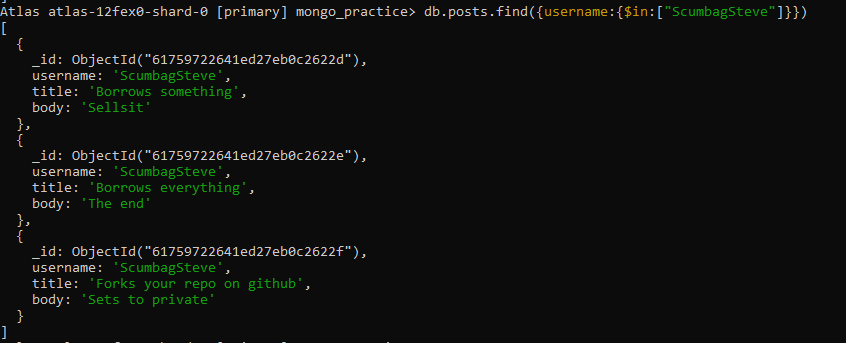 Atlas atlas-12fex0-shard-0 [primary] mongo_practice> db.posts.find({username:{$in:["ScumbagSteve"]}})
[
  {
    _id: ObjectId("61759722641ed27eb0c2622d"),
    username: 'ScumbagSteve',
    title: 'Borrows something',
    body: 'Sellsit'
  },
  {
    _id: ObjectId("61759722641ed27eb0c2622e"),
    username: 'ScumbagSteve',
    title: 'Borrows everything',
    body: 'The end'
  },
  {
    _id: ObjectId("61759722641ed27eb0c2622f"),
    username: 'ScumbagSteve',
    title: 'Forks your repo on github',
    body: 'Sets to private'
  }
]